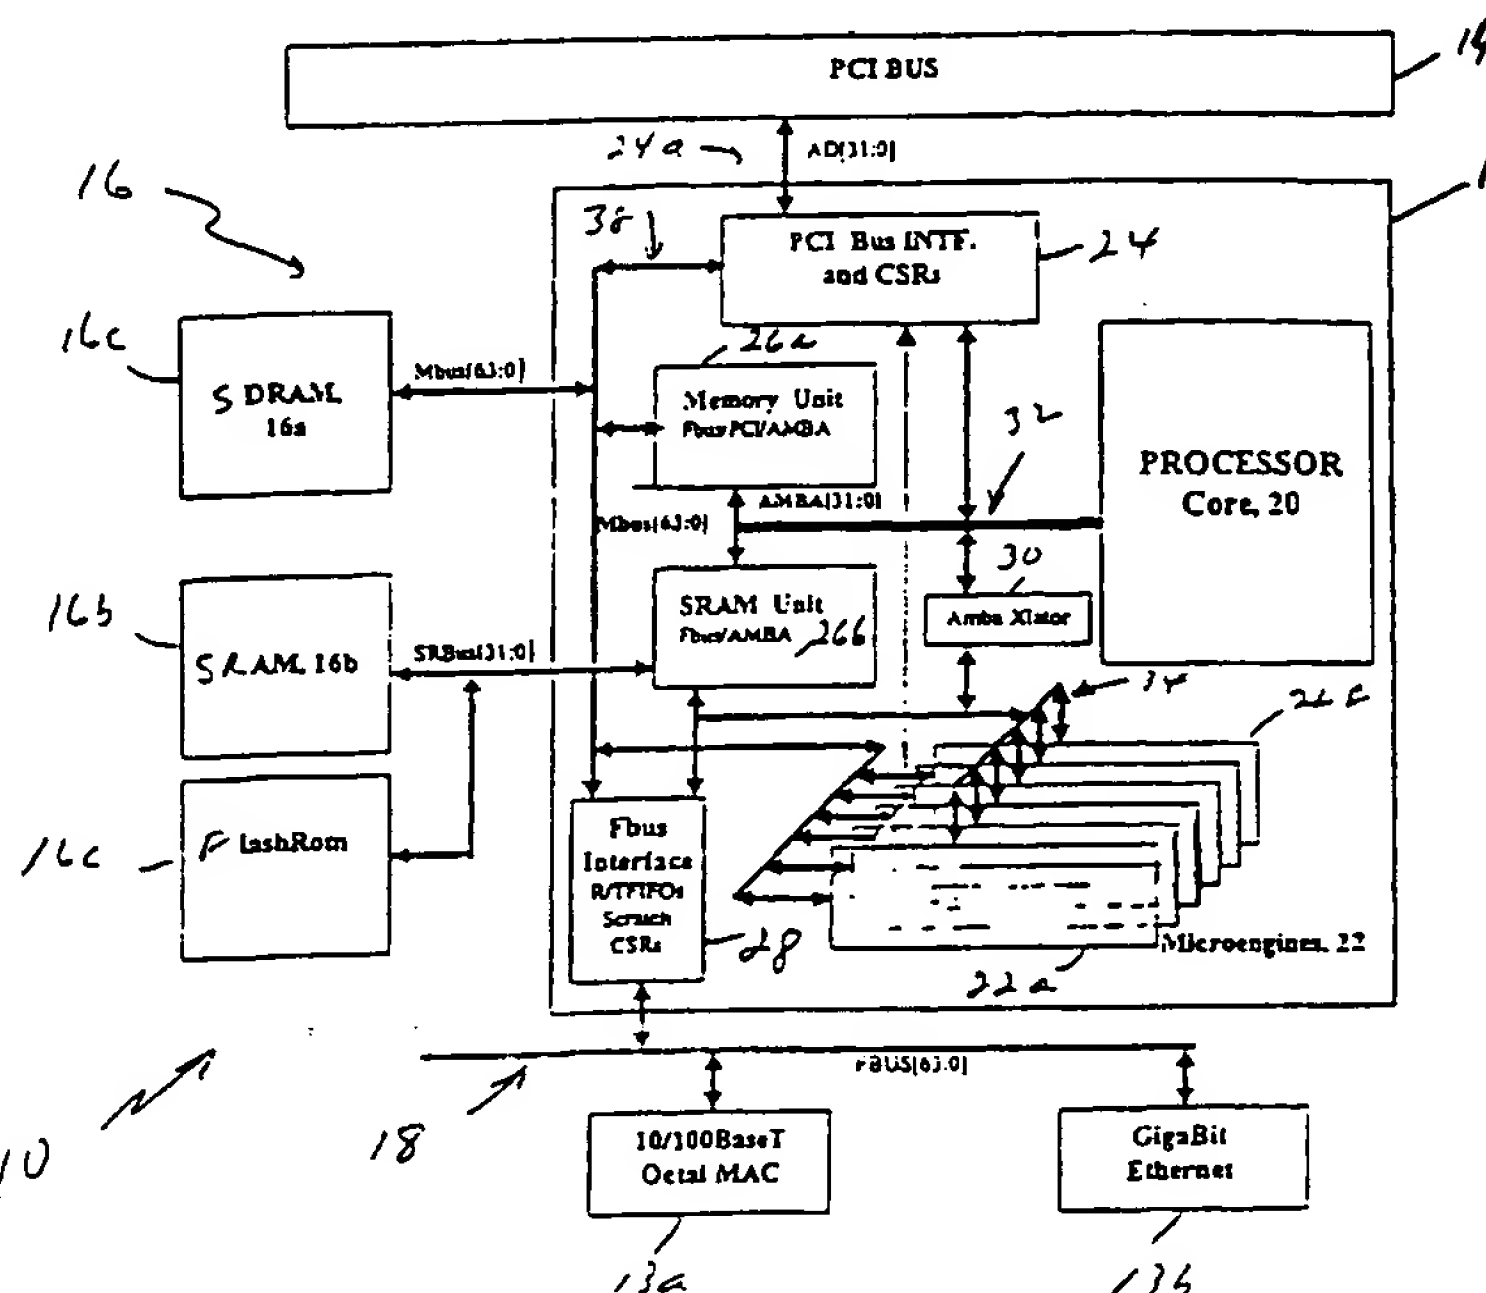 PCI BUS
24a
AD[31:0]
16
38
PCI Bus INTF.
and CSRs
24
16c
SDRAM,
16a
Mbus[63:0]
26a
Memory Unit
Fbus/PCI/AMBA
32
PROCESSOR
Core, 20
AMBA[31:0]
Mbus[63:0]
30
Amba Xlator
16b
SRAM, 16b
SRBus[31:0]
SRAM Unit
Fbus/AMBA
26b
34
16c
FlashRom
Fbus
Interface
R/TFIFOs
Scratch
CSRs
28
Microengines, 22
22a
10
18
FBUS[63:0]
10/100BaseT
Octal MAC
GigaBit
Ethernet
13a
13b